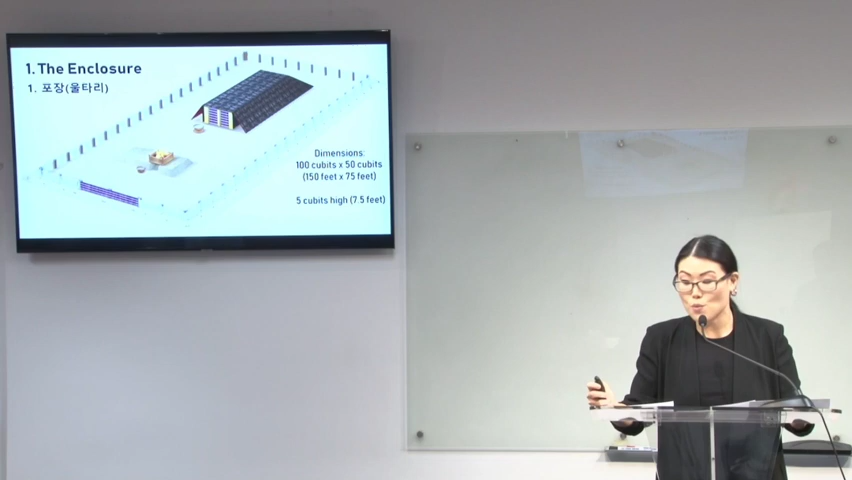 1. The Enclosure
1. 포장(울타리)
Dimensions:
100 cubits x 50 cubits
(150 feet x 75 feet)
5 cubits high (7.5 feet)